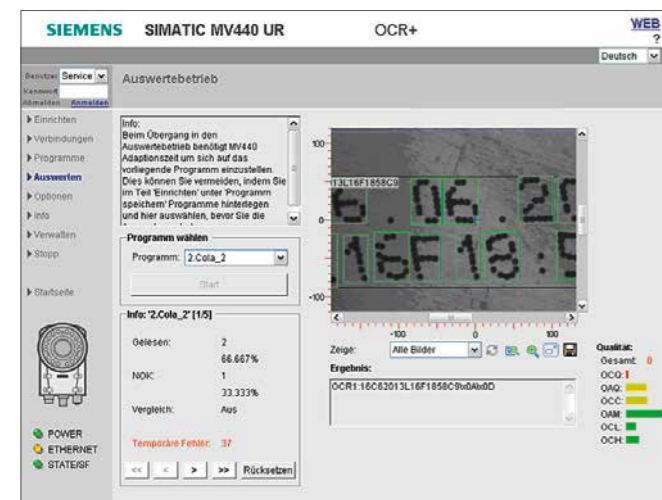 SIEMENS SIMATIC MV440 UR OCR+ WEB
?
Deutsch
Benutzer Service
Kennwort
Abmelden Anmelden
Auswertebetrieb
Einrichten
Verbindungen
Programme
Auswerten
Optionen
Info
Verwalten
Stopp
Startseite
POWER
ETHERNET
STATE/SF
Info:
Beim Übergang in den
Auswertebetrieb benötigt MV440
Adaptionszeit um sich auf das
vorliegende Programm einzustellen.
Dies können Sie vermeiden, indem Sie
im Teil 'Einrichten' unter 'Programm
speichern' Programme hinterlegen
und hier auswählen, bevor Sie die
Programm wählen
Programm: 2.Cola_2
Start
Info: '2.Cola_2' [1/5]
Gelesen: 2
66.667%
NOK: 1
33.333%
Vergleich: Aus
Temporäre Fehler: 37
<< < > >> Rücksetzen
100
0
-100
13L16F1858C9
6.06.20
16F18:5
-100 0 100
Zeige: Alle Bilder
Ergebnis:
OCR1:16C62013L16F1858C9\x0A\x0D
Qualität:
Gesamt: 0
OCQ:
OAQ:
OCC:
OAM:
OCL:
OCH: